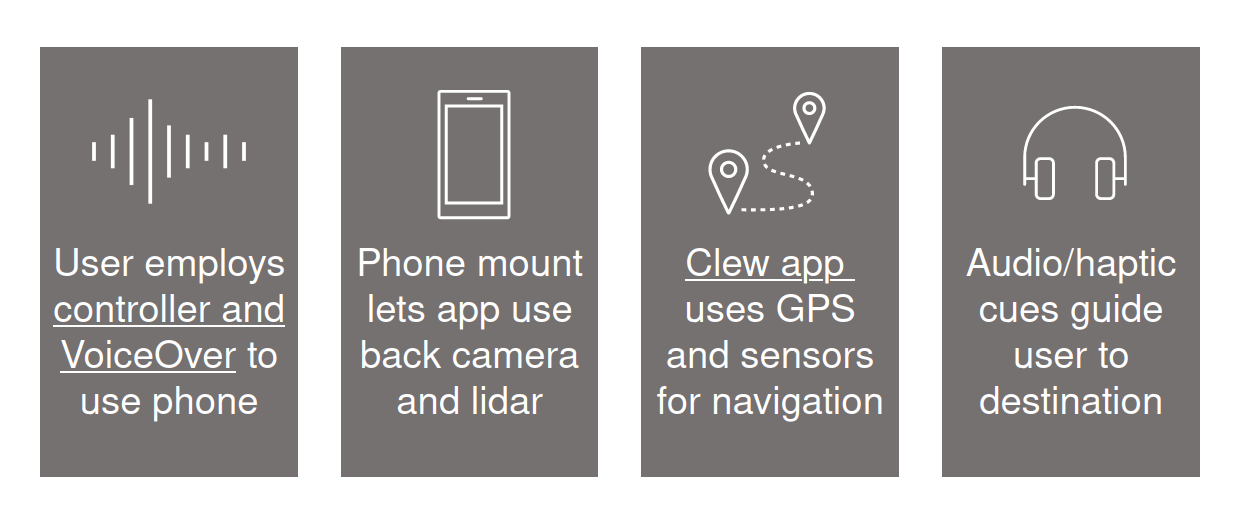 User employs
controller and
VoiceOver to
use phone
Phone mount
lets app use
back camera
and lidar
Clew app
uses GPS
and sensors
for navigation
Audio/haptic
cues guide
user to
destination